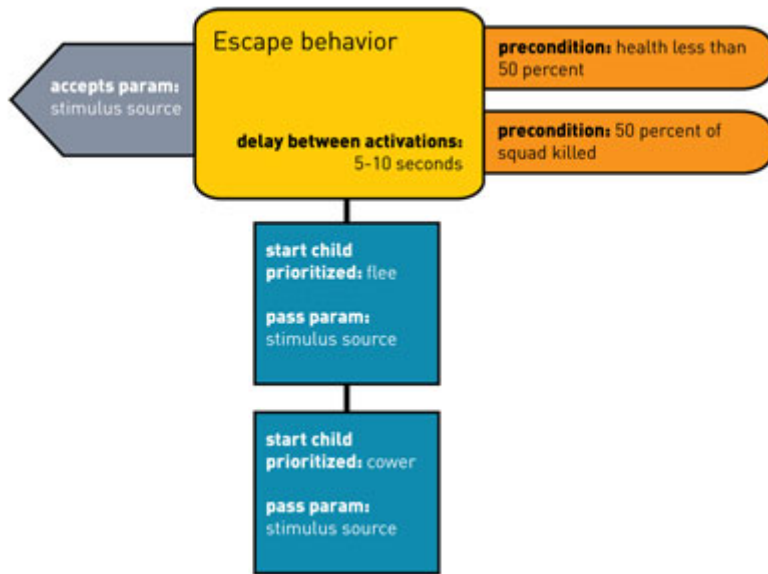 accepts param:
stimulus source
Escape behavior
delay between activations:
5-10 seconds
precondition: health less than
50 percent
precondition: 50 percent of
squad killed
start child
prioritized: flee
pass param:
stimulus source
start child
prioritized: cower
pass param:
stimulus source